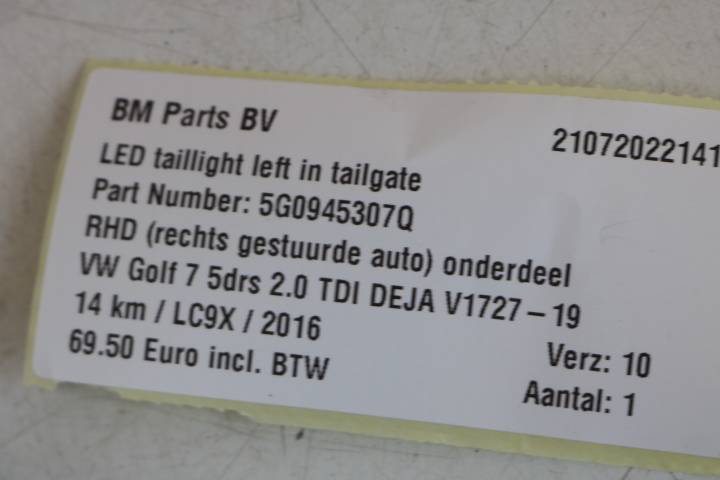 BM Parts BV
21072022141
LED taillight left in tailgate
Part Number: 5G0945307Q
RHD (rechts gestuurde auto) onderdeel
VW Golf 7 5drs 2.0 TDI DEJA V1727-19
14 km / LC9X / 2016
Verz: 10
69.50 Euro incl. BTW
Aantal: 1